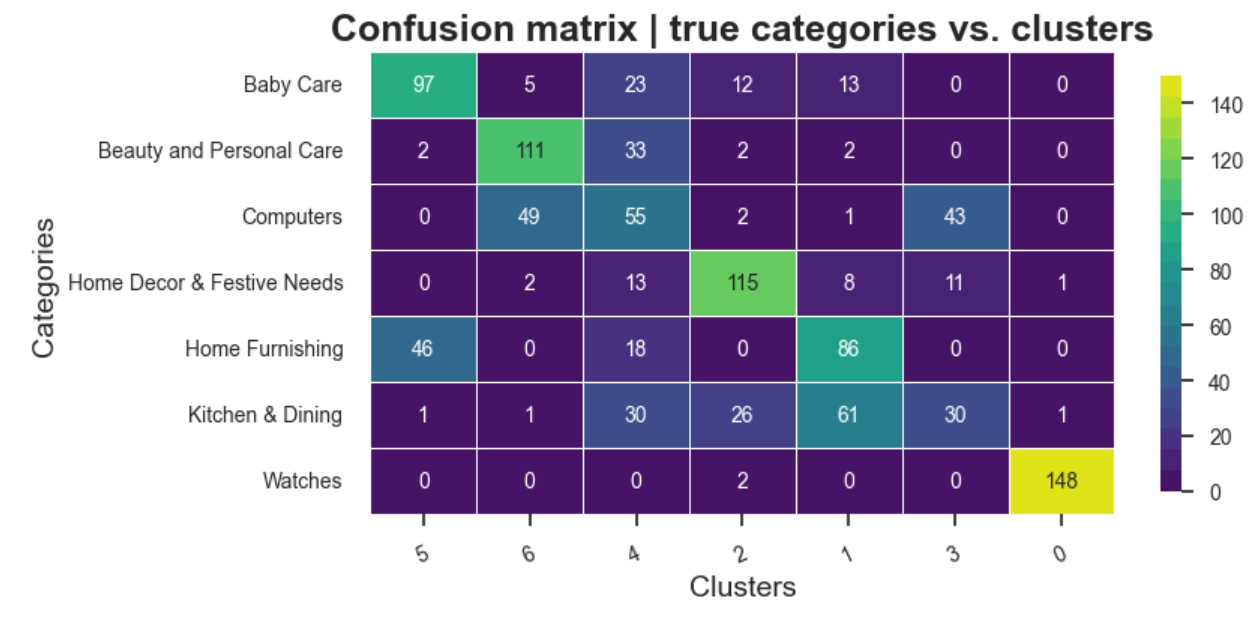 Confusion matrix | true categories vs. clusters
Categories
Baby Care 97 5 23 12 13 0 0
Beauty and Personal Care 2 111 33 2 2 0 0
Computers 0 49 55 2 1 43 0
Home Decor & Festive Needs 0 2 13 115 8 11 1
Home Furnishing 46 0 18 0 86 0 0
Kitchen & Dining 1 1 30 26 61 30 1
Watches 0 0 0 2 0 0 148
5 6 4 2 1 3 0
Clusters
140
120
100
80
60
40
20
0